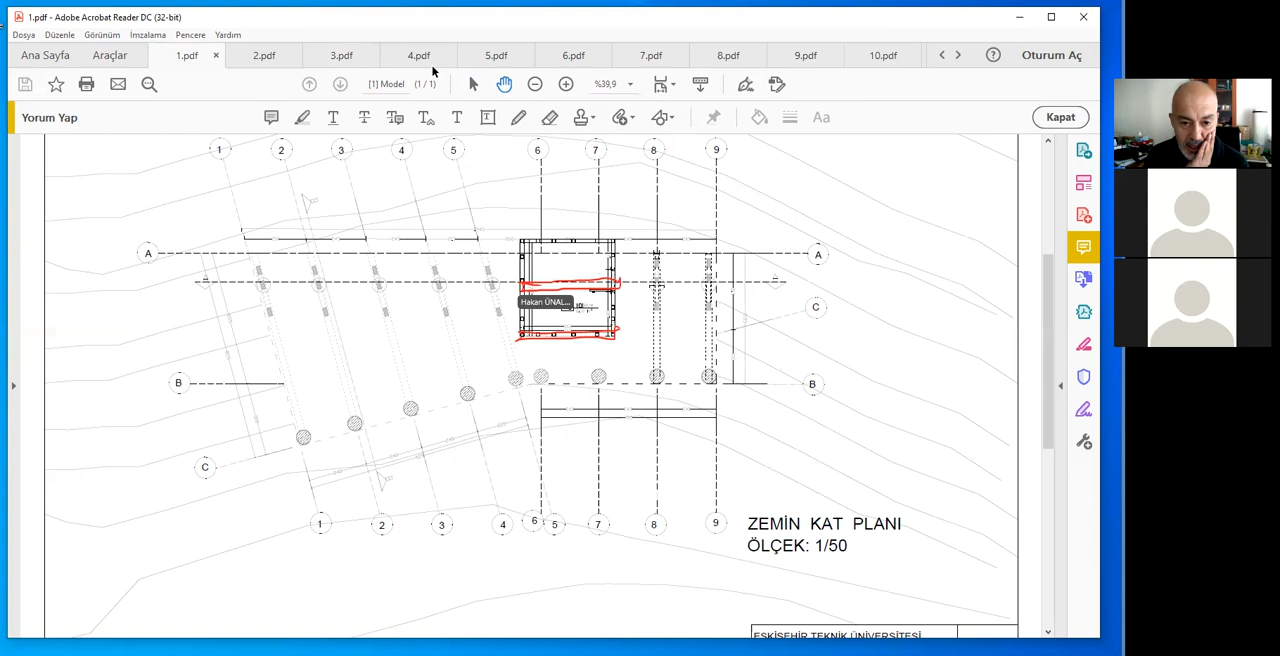 1.pdf - Adobe Acrobat Reader DC (32-bit)
Dosya Düzenle Görünüm İmzalama Pencere Yardım
Ana Sayfa Araçlar 1.pdf × 2.pdf 3.pdf 4.pdf 5.pdf 6.pdf 7.pdf 8.pdf 9.pdf 10.pdf Oturum Aç
[1] Model (1 / 1) %39,9
Yorum Yap Kapat
1 2 3 4 5 6 7 8 9
A A
Hakan ÜNAL...
C
B B
C
1 2 3 4 6 5 7 8 9
ZEMİN KAT PLANI
ÖLÇEK: 1/50
ESKİŞEHİR TEKNİK ÜNİVERSİTESİ